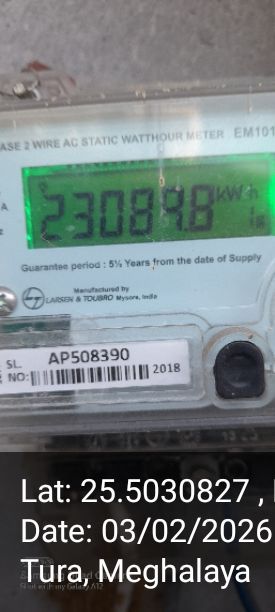 ASE 2 WIRE AC STATIC WATTHOUR METER EM101
A
23089.8 kWh
Guarantee period : 5½ Years from the date of Supply
Manufactured by
LARSEN & TOUBRO Mysore, India
SL. NO: AP508390 2018
Lat: 25.5030827 ,
Date: 03/02/2026
Tura, Meghalaya
Galaxy A12